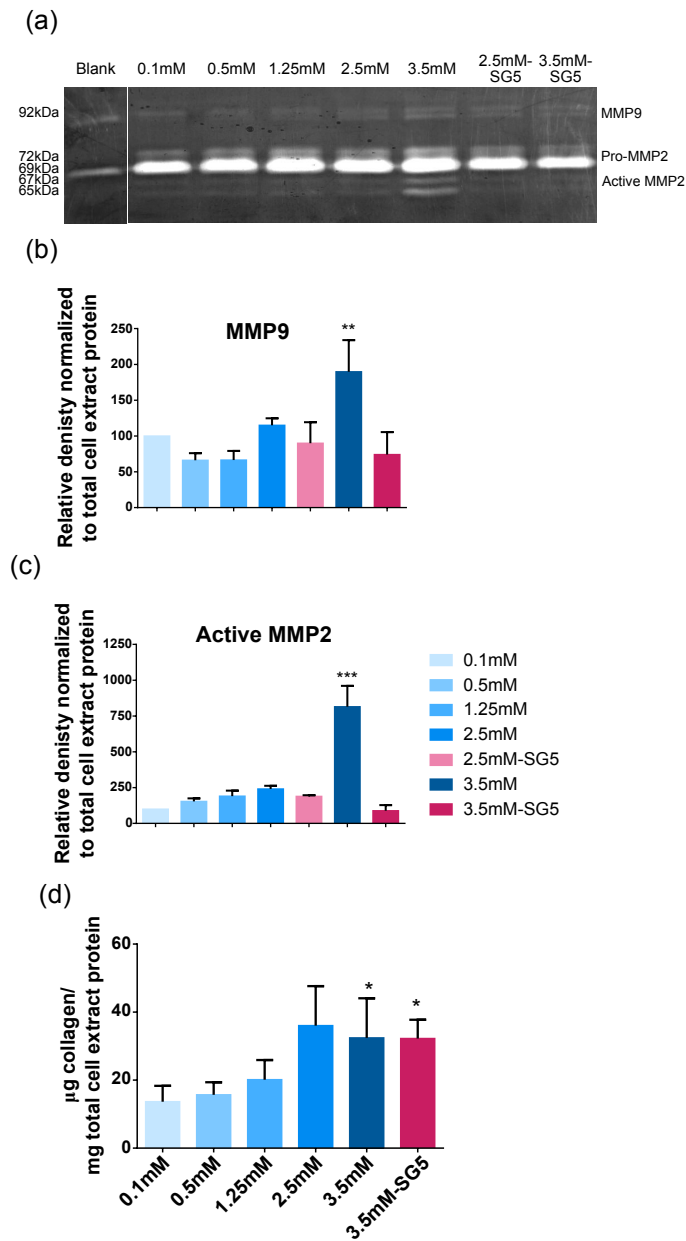 (a)
Blank 0.1mM 0.5mM 1.25mM 2.5mM 3.5mM 2.5mM-SG5 3.5mM-SG5
92kDa
72kDa
69kDa
67kDa
65kDa
MMP9
Pro-MMP2
Active MMP2
(b)
MMP9
Relative denisty normalized
to total cell extract protein
250
200
150
100
50
0
**
(c)
Active MMP2
Relative denisty normalized
to total cell extract protein
1250
1000
750
500
250
0
***
0.1mM
0.5mM
1.25mM
2.5mM
2.5mM-SG5
3.5mM
3.5mM-SG5
(d)
µg collagen/
mg total cell extract protein
60
40
20
0
*
*
0.1mM
0.5mM
1.25mM
2.5mM
3.5mM
3.5mM-SG5